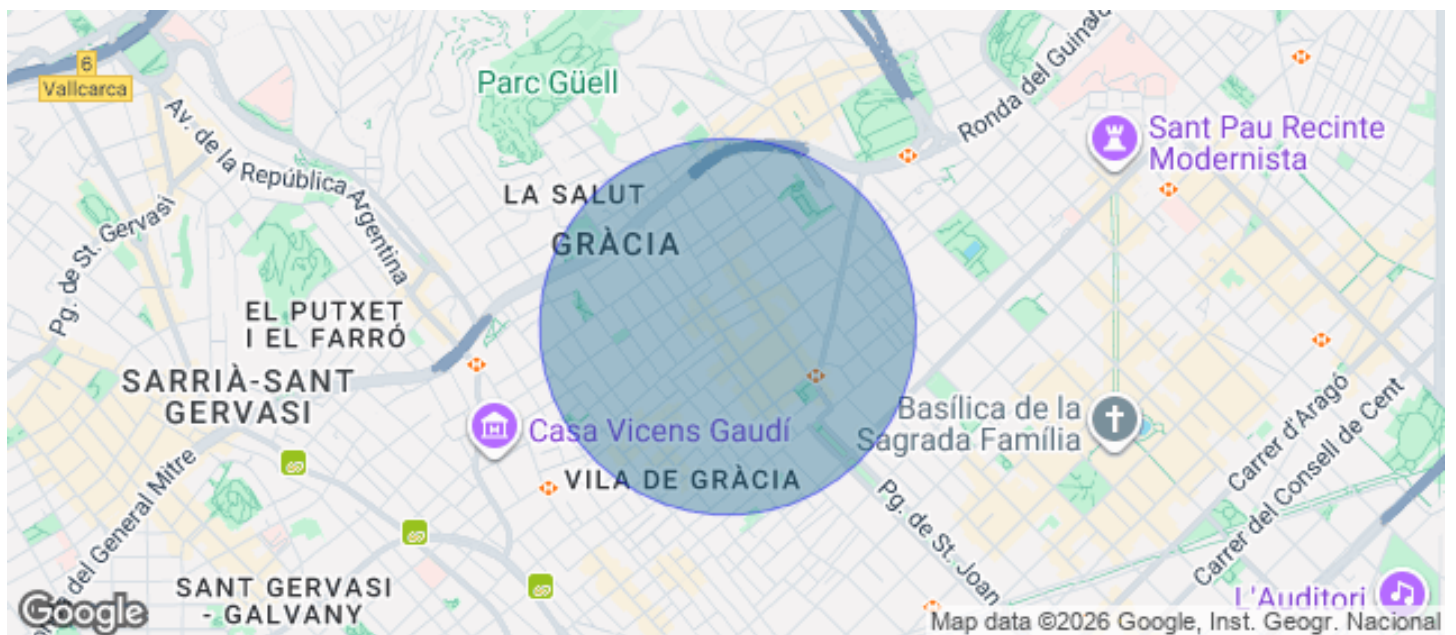 6
Vallcarca
Parc Güell
Ronda del Guinardó
Sant Pau Recinte
Modernista
Av. de la República Argentina
LA SALUT
GRÀCIA
Pg. de St. Gervasi
EL PUTXET
I EL FARRÓ
SARRIÀ-SANT
GERVASI
Casa Vicens Gaudí
Basílica de la
Sagrada Família
Carrer d'Aragó
Carrer del Consell de Cent
VILA DE GRÀCIA
Pg. de St. Joan
del General Mitre
SANT GERVASI
- GALVANY
L'Auditori
Google
Map data ©2026 Google, Inst. Geogr. Nacional